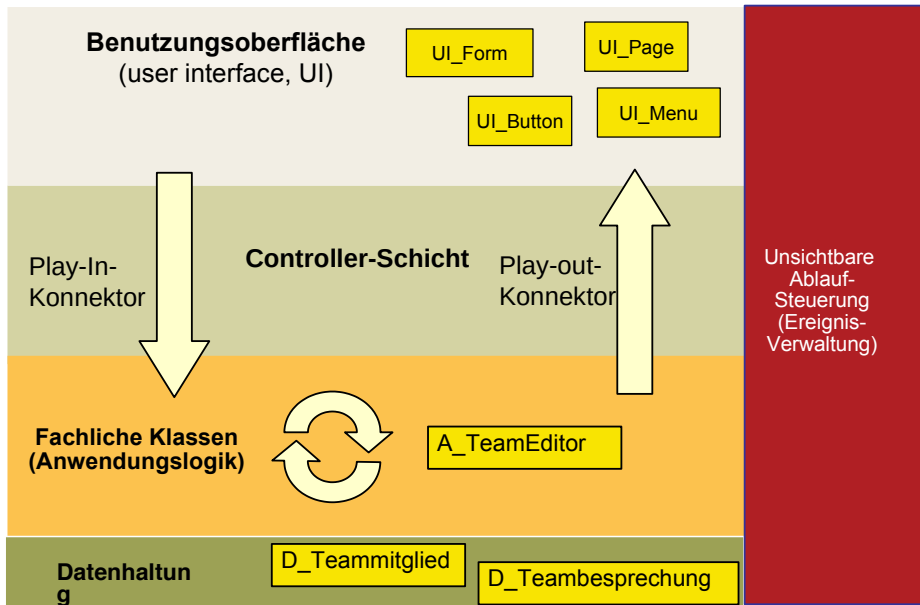 Benutzungsoberfläche
(user interface, UI)
UI_Form
UI_Page
UI_Button
UI_Menu
Play-In-
Konnektor
Controller-Schicht
Play-out-
Konnektor
Unsichtbare
Ablauf-
Steuerung
(Ereignis-
Verwaltung)
Fachliche Klassen
(Anwendungslogik)
A_TeamEditor
Datenhaltun
g
D_Teammitglied
D_Teambesprechung